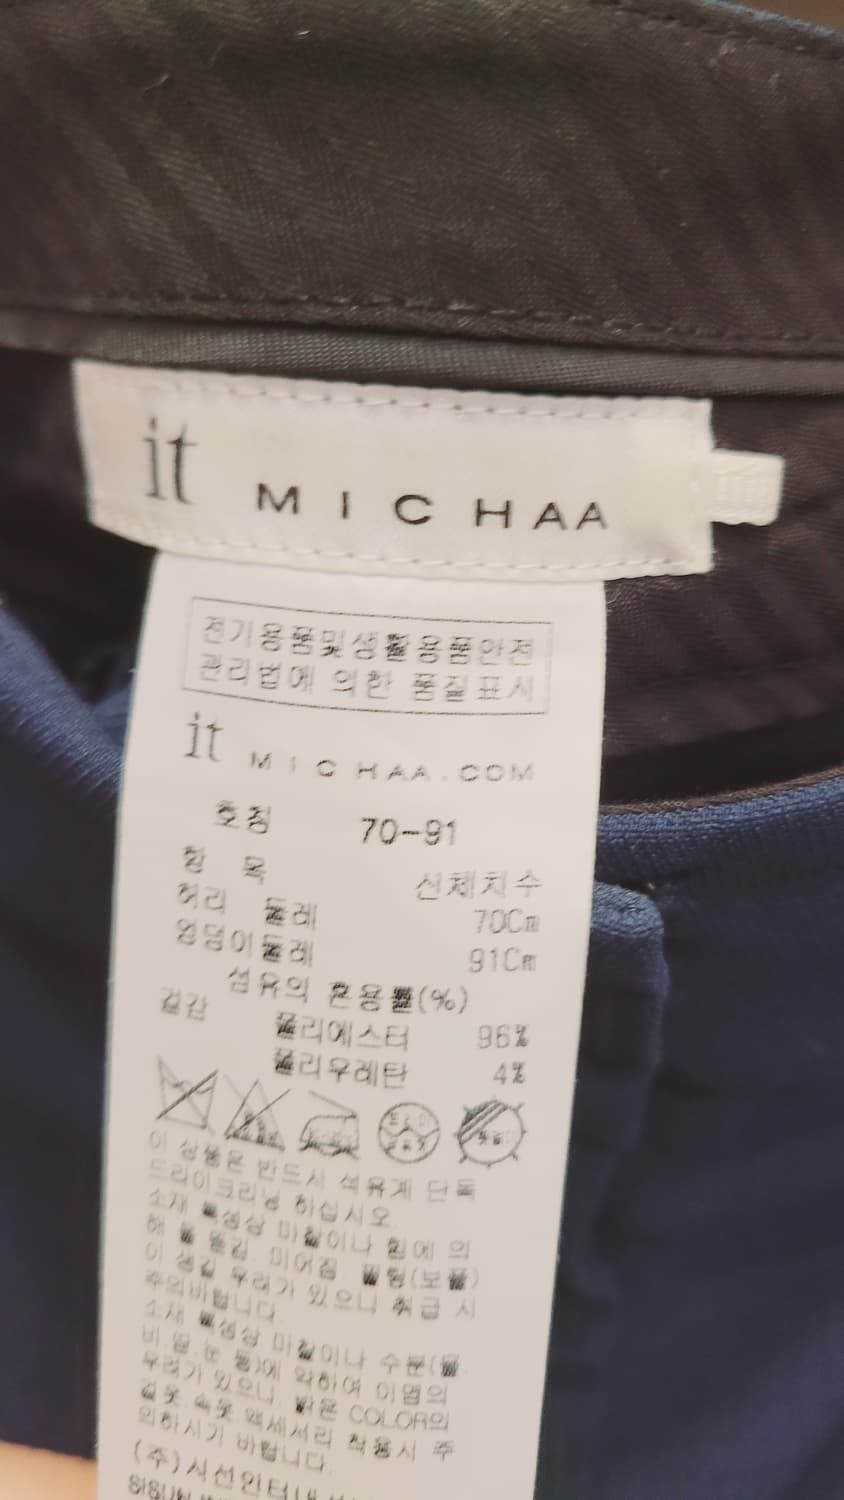 it MICHAA
전기용품및생활용품안전
관리법에 의한 품질표시
it MICHAA.COM
호칭 70-91
항 목 신체치수
허리 둘레 70Cm
엉덩이둘레 91Cm
섬유의 혼용률(%)
겉감
폴리에스터 96%
폴리우레탄 4%
이 상품은 반드시 석유계 단독
드라이크리닝 하십시오.
소재 특성상 마찰이나 힘에 의
해 올 뜯김, 미어짐, 필링(보풀)
이 생길 우려가 있으니 취급 시
주의바랍니다.
소재 특성상 마찰이나 수분(물,
비,땀,눈 등)에 약하여 이염의
우려가 있으니, 밝은 COLOR의
겉옷 속옷 액세서리 착용시 주
의하시기 바랍니다.
(주)시선인터내